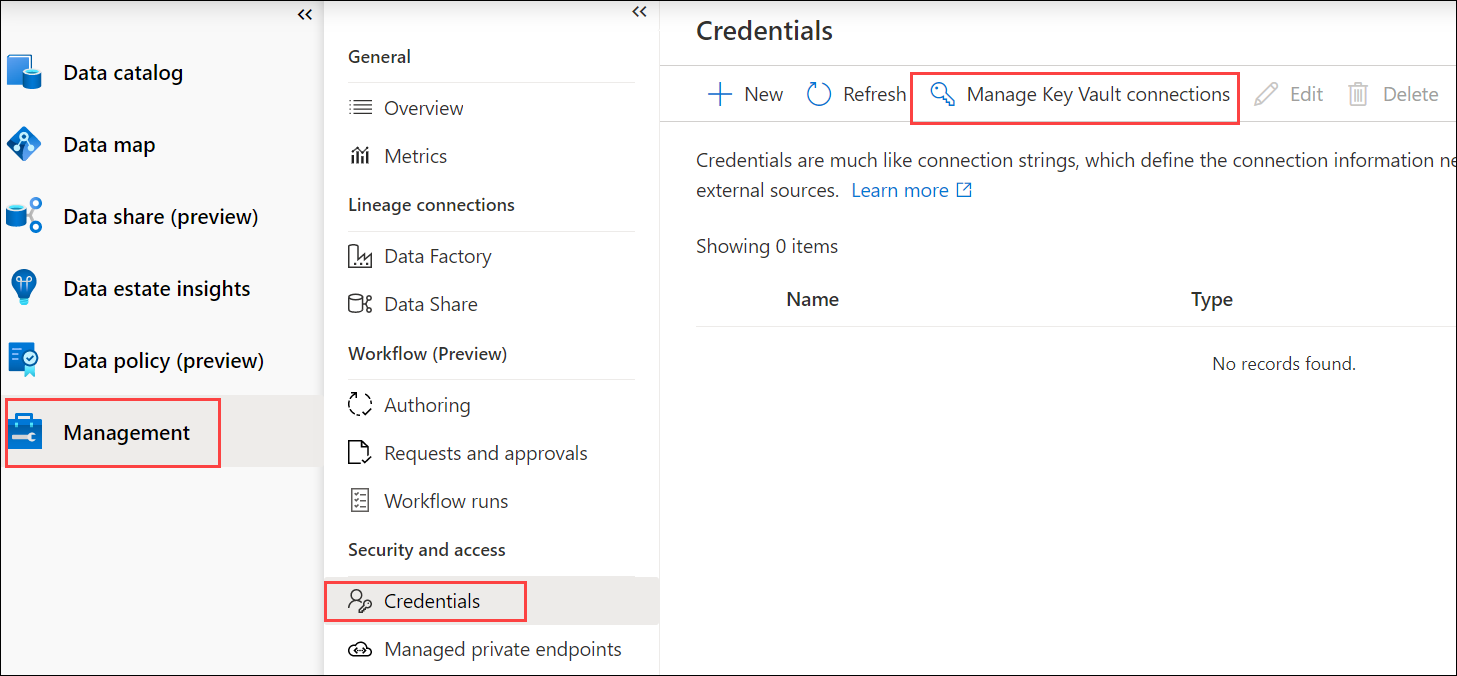 Data catalog
Data map
Data share (preview)
Data estate insights
Data policy (preview)
Management
General
Overview
Metrics
Lineage connections
Data Factory
Data Share
Workflow (Preview)
Authoring
Requests and approvals
Workflow runs
Security and access
Credentials
Managed private endpoints
Credentials
New Refresh Manage Key Vault connections Edit Delete
Credentials are much like connection strings, which define the connection information
external sources. Learn more
Showing 0 items
Name Type
No records found.